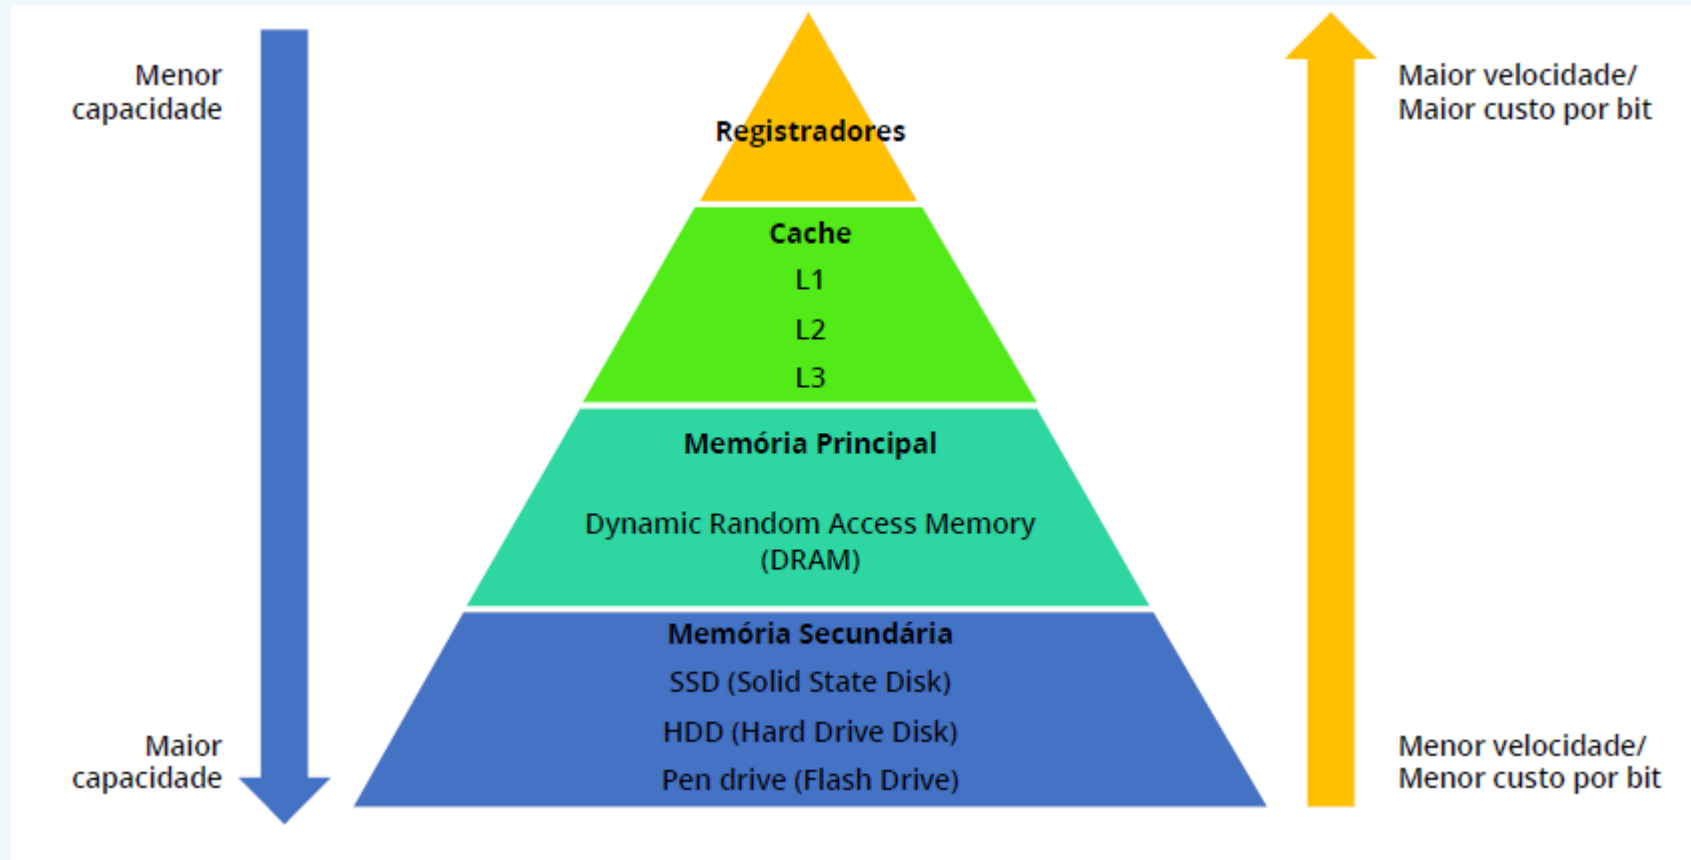 Menor
capacidade
Maior velocidade/
Maior custo por bit
Registradores
Cache
L1
L2
L3
Memória Principal
Dynamic Random Access Memory
(DRAM)
Memória Secundária
SSD (Solid State Disk)
HDD (Hard Drive Disk)
Pen drive (Flash Drive)
Maior
capacidade
Menor velocidade/
Menor custo por bit